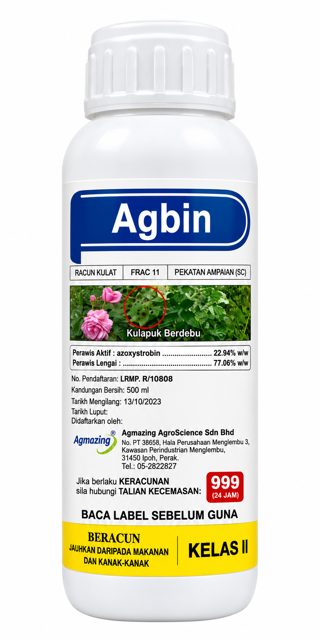 Agbin
RACUN KULAT
FRAC 11
PEKATAN AMPAIAN (SC)
Kulapuk Berdebu
Perawis Aktif : azoxystrobin ........................ 22.94% w/w
Perawis Lengai : ........................................ 77.06% w/w
No. Pendaftaran: LRMP. R/10808
Kandungan Bersih: 500 ml
Tarikh Mengilang: 13/10/2023
Tarikh Luput:
Didaftarkan oleh:
Agmazing®
Agmazing AgroScience Sdn Bhd
No. PT 38658, Hala Perusahaan Menglembu 3,
Kawasan Perindustrian Menglembu,
31450 Ipoh, Perak.
Tel.: 05-2822827
Jika berlaku KERACUNAN
sila hubungi TALIAN KECEMASAN:
999
(24 JAM)
BACA LABEL SEBELUM GUNA
BERACUN
JAUHKAN DARIPADA MAKANAN
DAN KANAK-KANAK
KELAS II